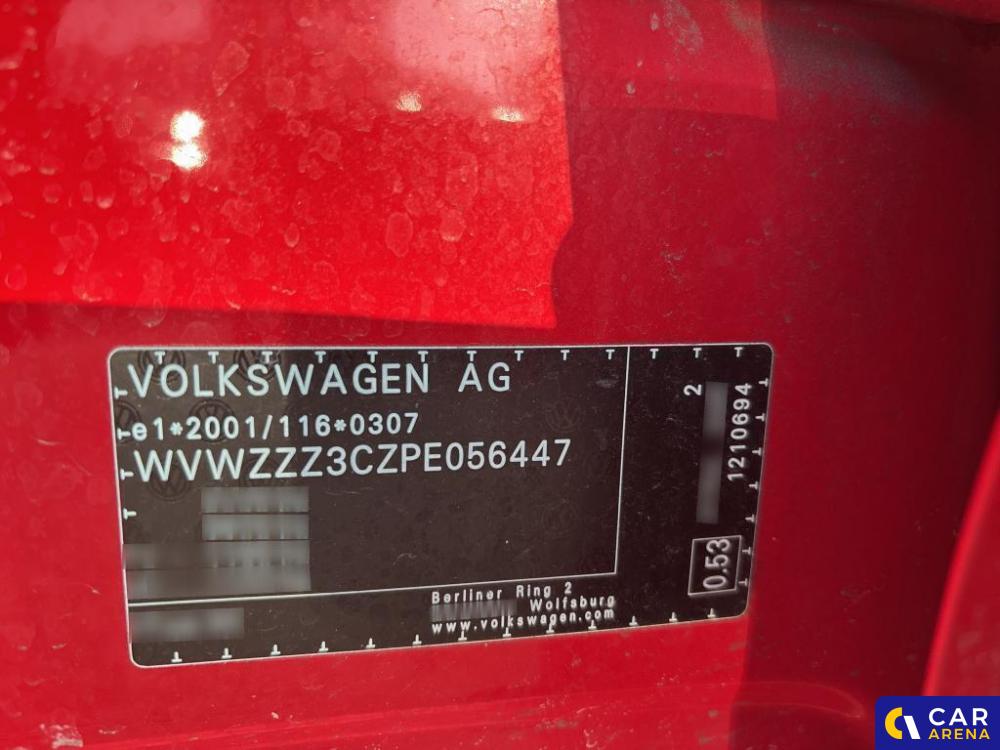 VOLKSWAGEN AG
e1*2001/116*0307
WVWZZZ3CZPE056447
Berliner Ring 2
Wolfsburg
www.volkswagen.com
2
1210694
0.53
CAR
ARENA